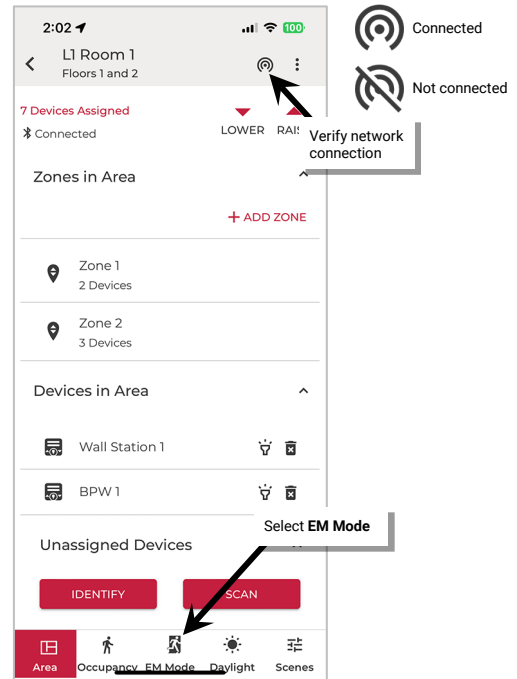 2:02
100
L1 Room 1
Floors 1 and 2
Connected
Not connected
7 Devices Assigned
Connected
LOWER
Verify network
connection
Zones in Area
+ ADD ZONE
Zone 1
2 Devices
Zone 2
3 Devices
Devices in Area
Wall Station 1
BPW 1
Select EM Mode
Unassigned Devices
IDENTIFY
SCAN
Area
Occupancy
EM Mode
Daylight
Scenes